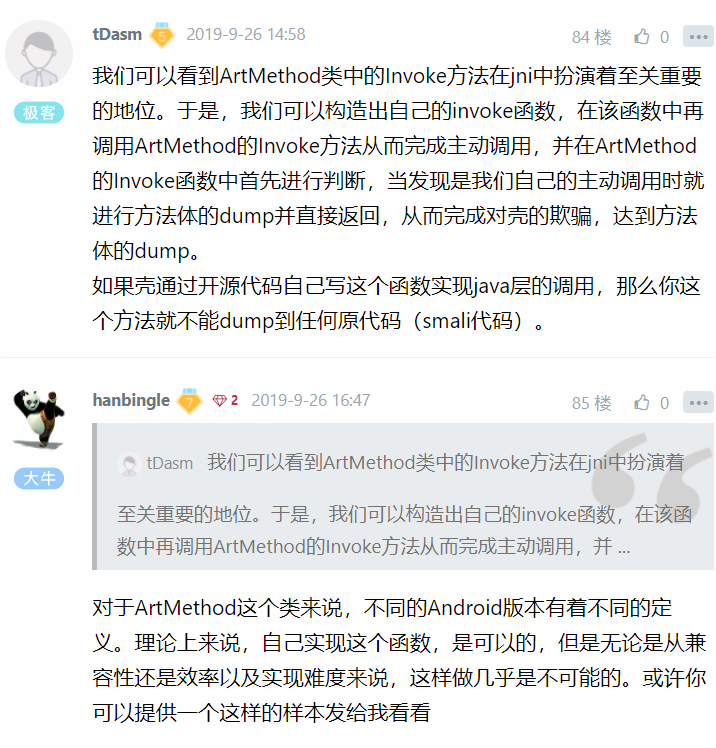 tDasm 5 2019-9-26 14:58 84 楼 0
极客
我们可以看到ArtMethod类中的Invoke方法在jni中扮演着至关重要
的地位。于是，我们可以构造出自己的invoke函数，在该函数中再
调用ArtMethod的Invoke方法从而完成主动调用，并在ArtMethod
的Invoke函数中首先进行判断，当发现是我们自己的主动调用时就
进行方法体的dump并直接返回，从而完成对壳的欺骗，达到方法
体的dump。
如果壳通过开源代码自己写这个函数实现java层的调用，那么你这
个方法就不能dump到任何原代码（smali代码）。
hanbingle 7 2 2019-9-26 16:47 85 楼 0
大牛
tDasm 我们可以看到ArtMethod类中的Invoke方法在jni中扮演着
至关重要的地位。于是，我们可以构造出自己的invoke函数，在该函
数中再调用ArtMethod的Invoke方法从而完成主动调用，并 ...
对于ArtMethod这个类来说，不同的Android版本有着不同的定
义。理论上来说，自己实现这个函数，是可以的，但是无论是从兼
容性还是效率以及实现难度来说，这样做几乎是不可能的。或许你
可以提供一个这样的样本发给我看看